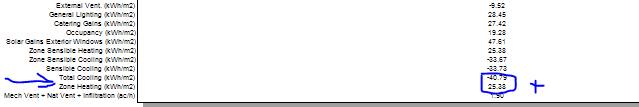 External Vent. (kWh/m2) -9.52
General Lighting (kWh/m2) 28.45
Catering Gains (kWh/m2) 27.42
Occupancy (kWh/m2) 19.28
Solar Gains Exterior Windows (kWh/m2) 47.61
Zone Sensible Heating (kWh/m2) 25.38
Zone Sensible Cooling (kWh/m2) -33.67
Sensible Cooling (kWh/m2) -33.73
Total Cooling (kWh/m2) -40.79
Zone Heating (kWh/m2) 25.38 +
Mech Vent + Nat Vent + Infiltration (ac/h) 1.90